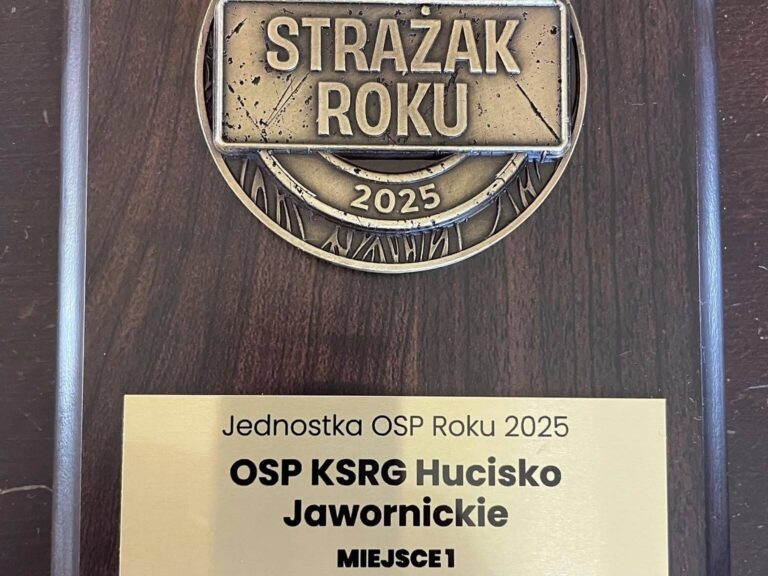 STRAŻAK
ROKU
2025
Jednostka OSP Roku 2025
OSP KSRG Hucisko
Jawornickie
MIEJSCE 1